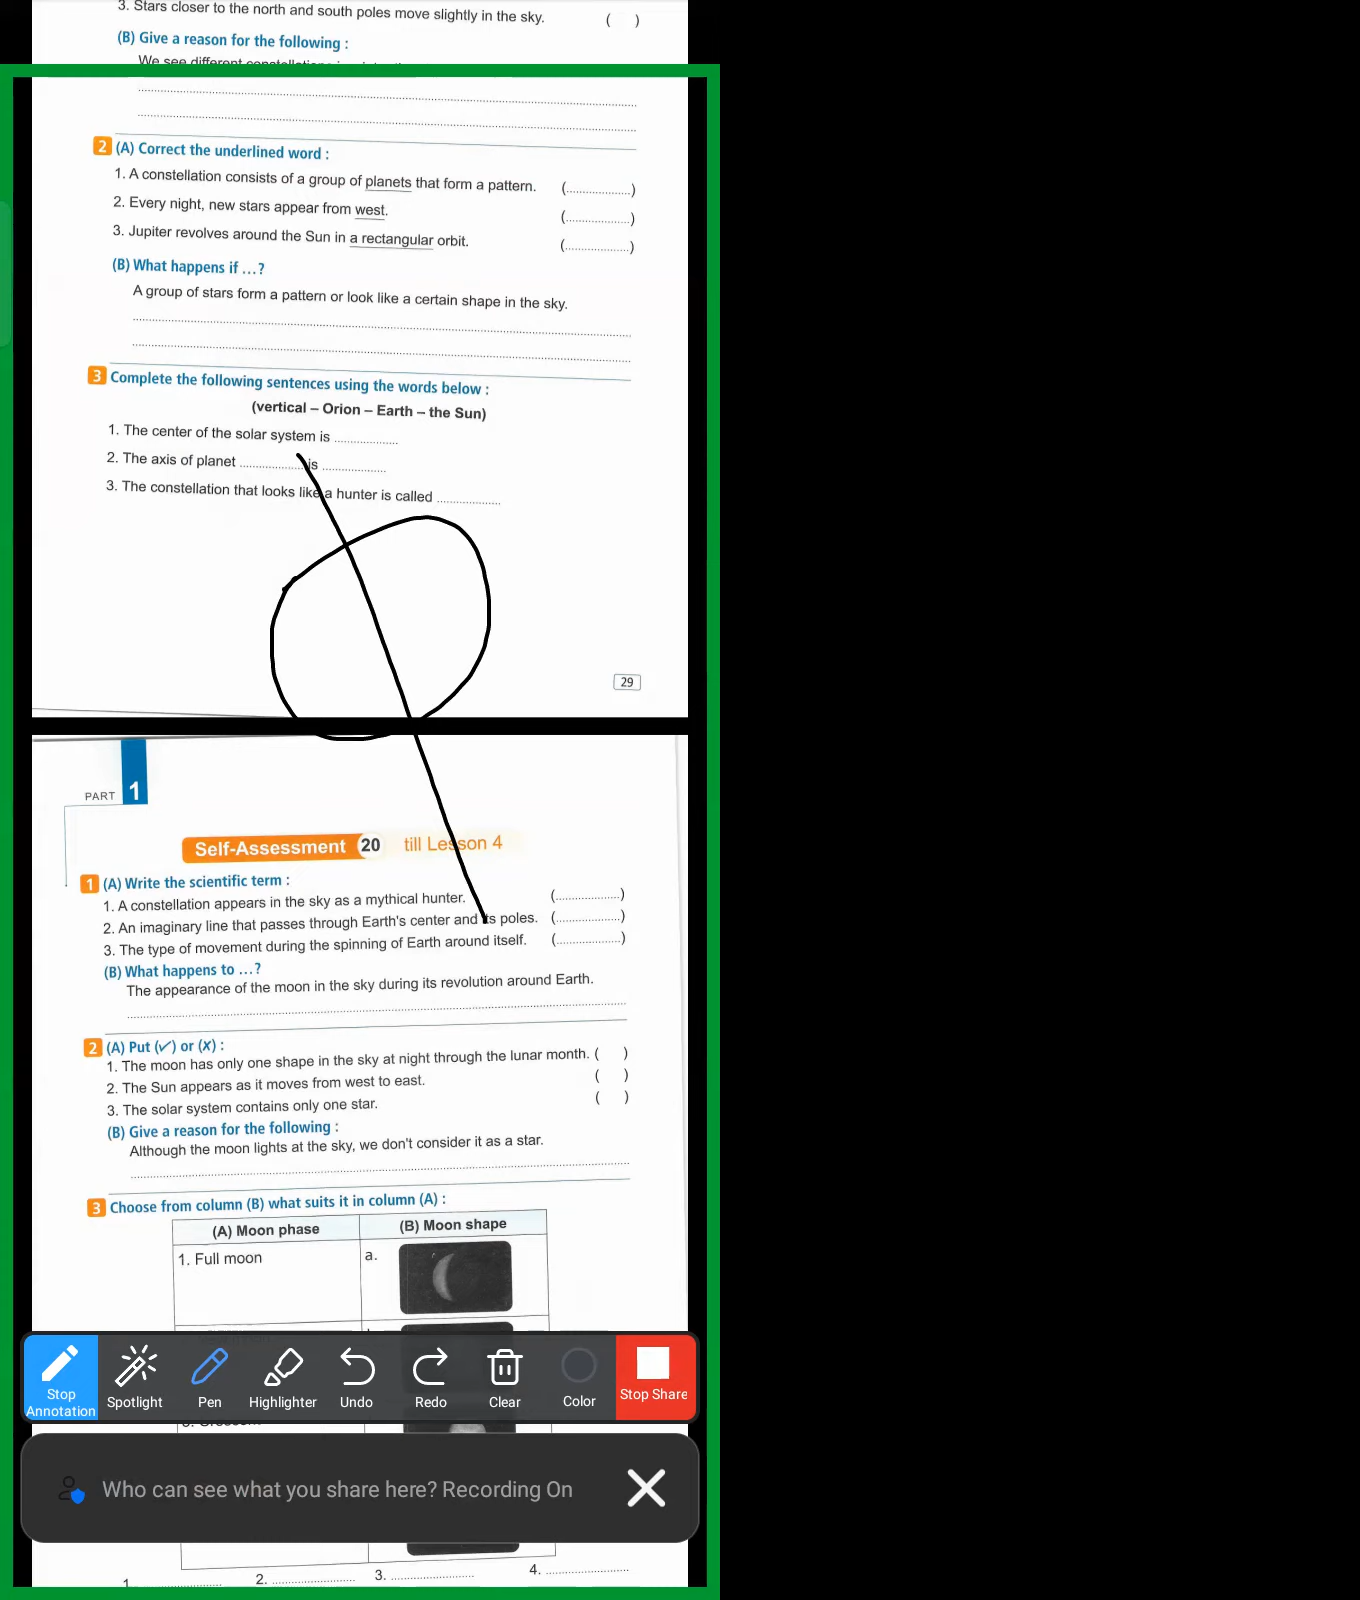 3. Stars closer to the north and south poles move slightly in the sky. ( )
(B) Give a reason for the following :
2 (A) Correct the underlined word :
1. A constellation consists of a group of planets that form a pattern. (....................)
2. Every night, new stars appear from west. (....................)
3. Jupiter revolves around the Sun in a rectangular orbit. (....................)
(B) What happens if ...?
A group of stars form a pattern or look like a certain shape in the sky.
3 Complete the following sentences using the words below :
(vertical – Orion – Earth – the Sun)
1. The center of the solar system is ....................
2. The axis of planet .................... is ....................
3. The constellation that looks like a hunter is called ....................
29
PART 1
Self-Assessment 20 till Lesson 4
1 (A) Write the scientific term :
1. A constellation appears in the sky as a mythical hunter. (....................)
2. An imaginary line that passes through Earth's center and its poles. (....................)
3. The type of movement during the spinning of Earth around itself. (....................)
(B) What happens to ...?
The appearance of the moon in the sky during its revolution around Earth.
2 (A) Put (✓) or (✗) :
1. The moon has only one shape in the sky at night through the lunar month. ( )
2. The Sun appears as it moves from west to east. ( )
3. The solar system contains only one star. ( )
(B) Give a reason for the following :
Although the moon lights at the sky, we don't consider it as a star.
3 Choose from column (B) what suits it in column (A) :
(A) Moon phase (B) Moon shape
1. Full moon a.
Stop Annotation
Spotlight
Pen
Highlighter
Undo
Redo
Clear
Color
Stop Share
Who can see what you share here? Recording On
1. .................... 2. .................... 3. .................... 4. ....................